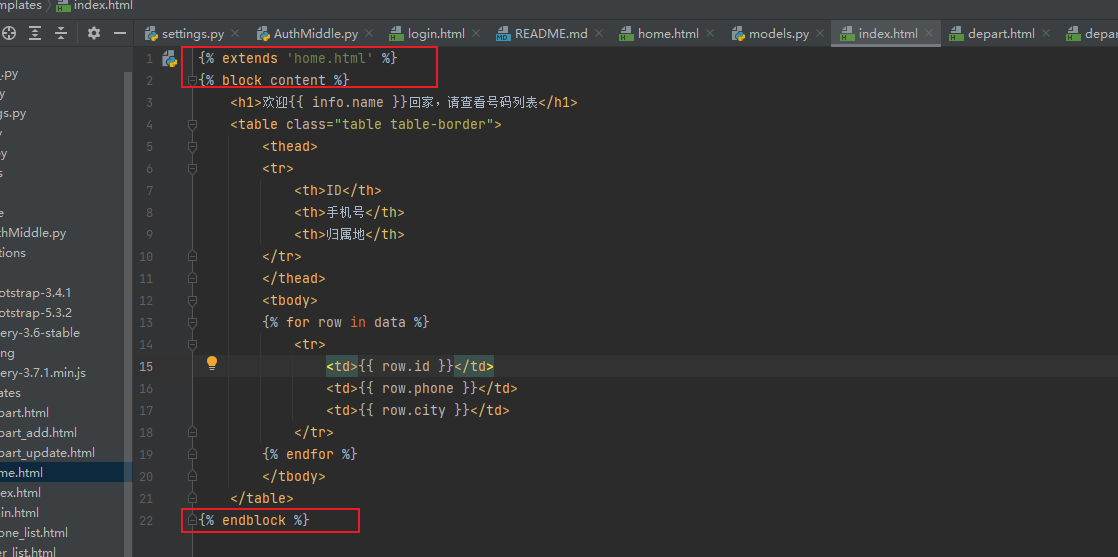 mplates › index.html
settings.py AuthMiddle.py login.html README.md home.html models.py index.html depart.html depar
1 {% extends 'home.html' %}
2 {% block content %}
3 <h1>欢迎{{ info.name }}回家，请查看号码列表</h1>
4 <table class="table table-border">
5 <thead>
6 <tr>
7 <th>ID</th>
8 <th>手机号</th>
9 <th>归属地</th>
10 </tr>
11 </thead>
12 <tbody>
13 {% for row in data %}
14 <tr>
15 <td>{{ row.id }}</td>
16 <td>{{ row.phone }}</td>
17 <td>{{ row.city }}</td>
18 </tr>
19 {% endfor %}
20 </tbody>
21 </table>
22 {% endblock %}
.py
y
gs.py
py
s
e
thMiddle.py
tions
otstrap-3.4.1
otstrap-5.3.2
ery-3.6-stable
ng
ery-3.7.1.min.js
ates
part.html
part_add.html
part_update.html
me.html
ex.html
in.html
one_list.html
er_list.html